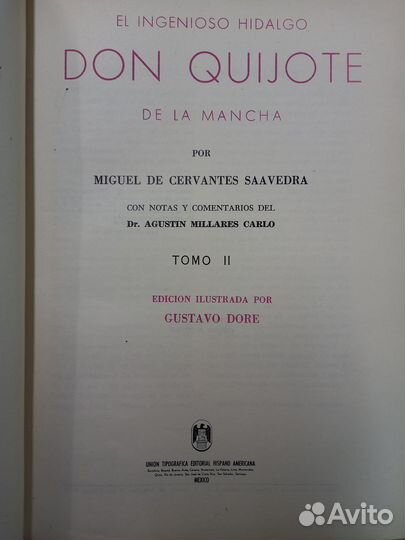 EL INGENIOSO HIDALGO
DON QUIJOTE
DE LA MANCHA
POR
MIGUEL DE CERVANTES SAAVEDRA
CON NOTAS Y COMENTARIOS DEL
Dr. AGUSTIN MILLARES CARLO
TOMO II
EDICION ILUSTRADA POR
GUSTAVO DORE
UNION TIPOGRAFICA EDITORIAL HISPANO AMERICANA
MEXICO
Avito